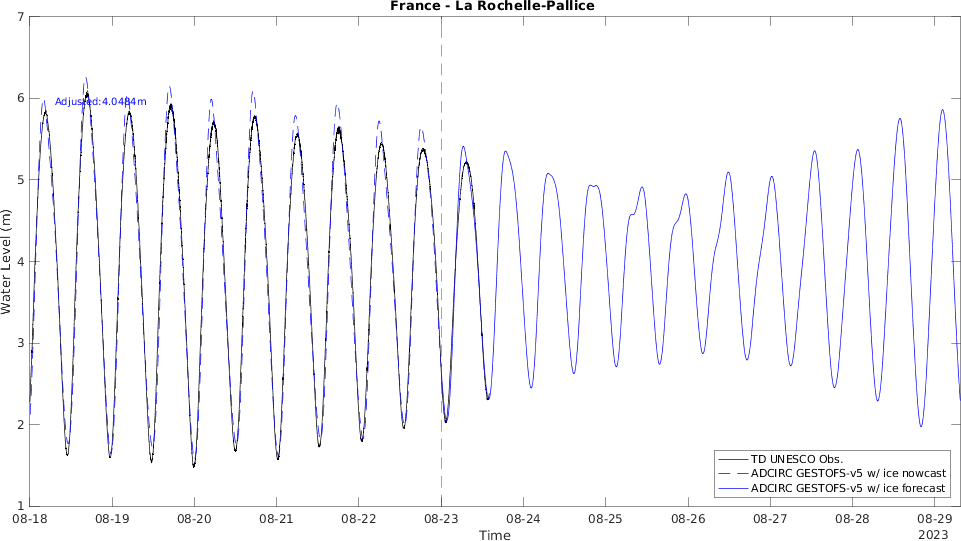 France - La Rochelle-Pallice
7
6
5
4
3
2
1
Water Level (m)
Adjusted:4.0484m
TD UNESCO Obs.
ADCIRC GESTOFS-v5 w/ ice nowcast
ADCIRC GESTOFS-v5 w/ ice forecast
08-18 08-19 08-20 08-21 08-22 08-23 08-24 08-25 08-26 08-27 08-28 08-29
Time
2023